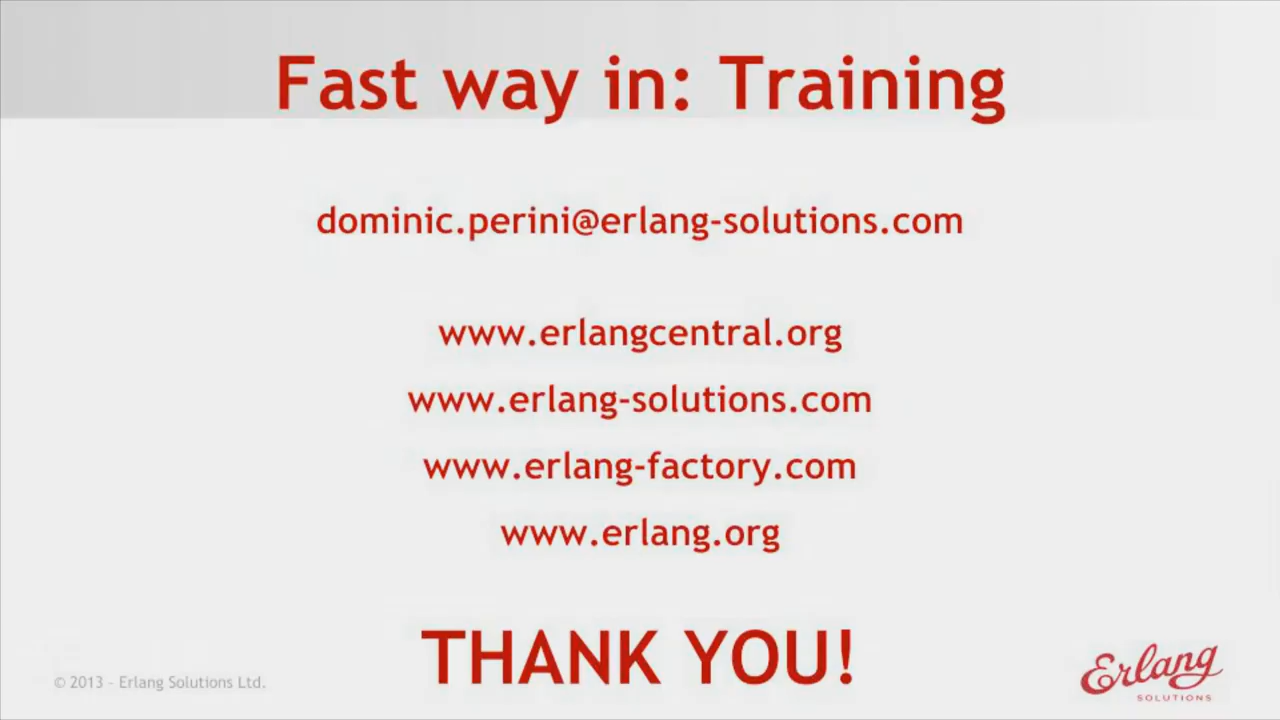 Fast way in: Training
dominic.perini@erlang-solutions.com
www.erlangcentral.org
www.erlang-solutions.com
www.erlang-factory.com
www.erlang.org
THANK YOU!
© 2013 – Erlang Solutions Ltd.
Erlang
SOLUTIONS